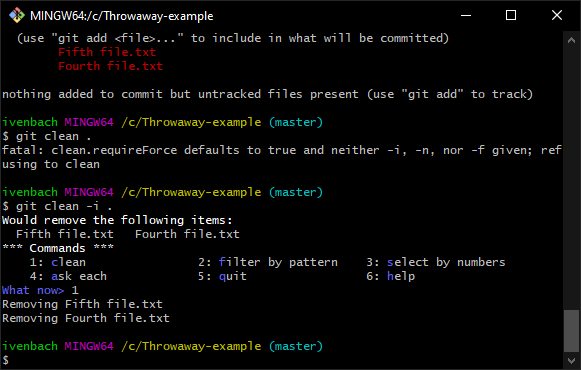 MINGW64:/c/Throwaway-example
(use "git add <file>..." to include in what will be committed)
Fifth file.txt
Fourth file.txt
nothing added to commit but untracked files present (use "git add" to track)
ivenbach MINGW64 /c/Throwaway-example (master)
$ git clean .
fatal: clean.requireForce defaults to true and neither -i, -n, nor -f given; ref
using to clean
ivenbach MINGW64 /c/Throwaway-example (master)
$ git clean -i .
Would remove the following items:
Fifth file.txt   Fourth file.txt
*** Commands ***
1: clean   2: filter by pattern   3: select by numbers
4: ask each   5: quit   6: help
What now> 1
Removing Fifth file.txt
Removing Fourth file.txt
ivenbach MINGW64 /c/Throwaway-example (master)
$